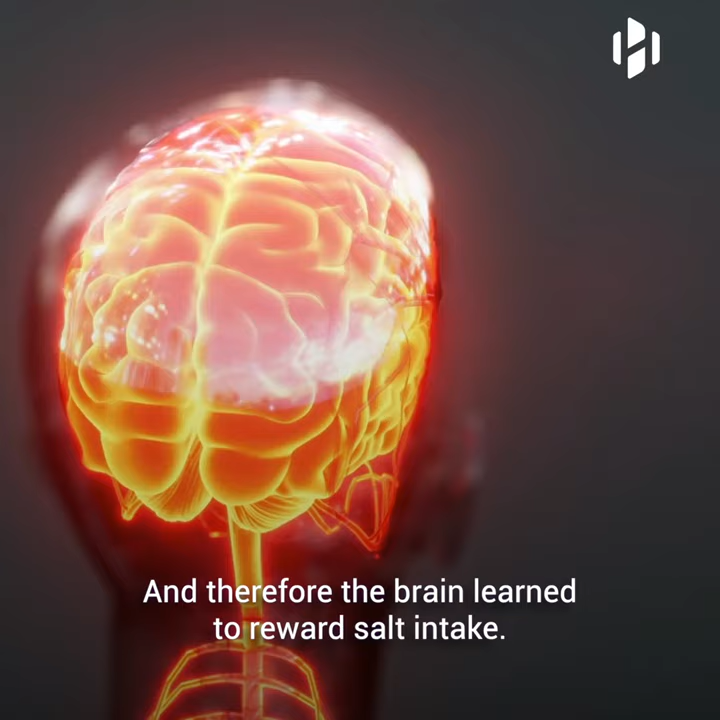 And therefore the brain learned
to reward salt intake.